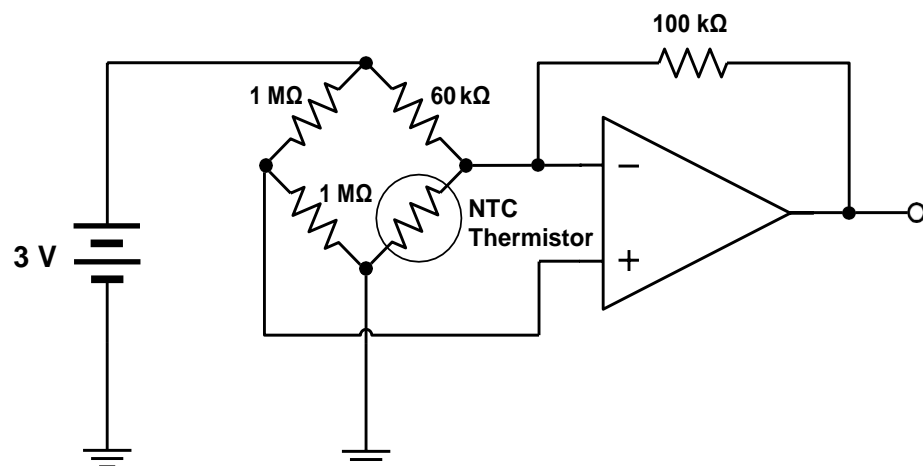 100 kΩ
1 MΩ
60 kΩ
1 MΩ
NTC
Thermistor
3 V
−
+